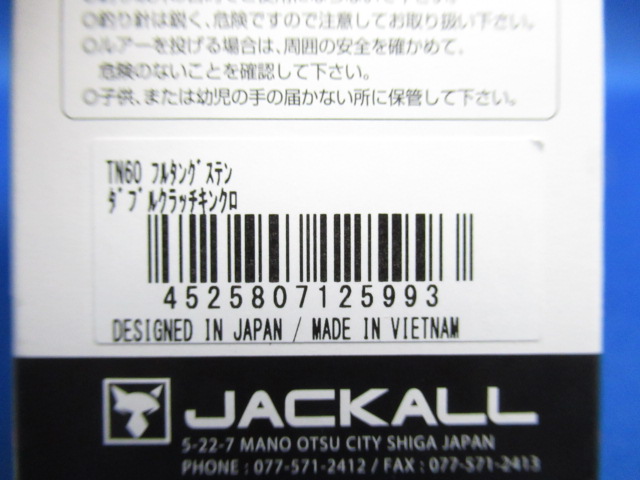 ◎釣り針は鋭く、危険ですので注意してお取り扱い下さい。
◎ルアーを投げる場合は、周囲の安全を確かめて、
危険のないことを確認して下さい。
◎子供、または幼児の手の届かない所に保管して下さい。
TN60 フルタングステン
ダブルクラッチキンクロ
4525807125993
DESIGNED IN JAPAN / MADE IN VIETNAM
JACKALL
5-22-7 MANO OTSU CITY SHIGA JAPAN
PHONE : 077-571-2412 / FAX : 077-571-2413